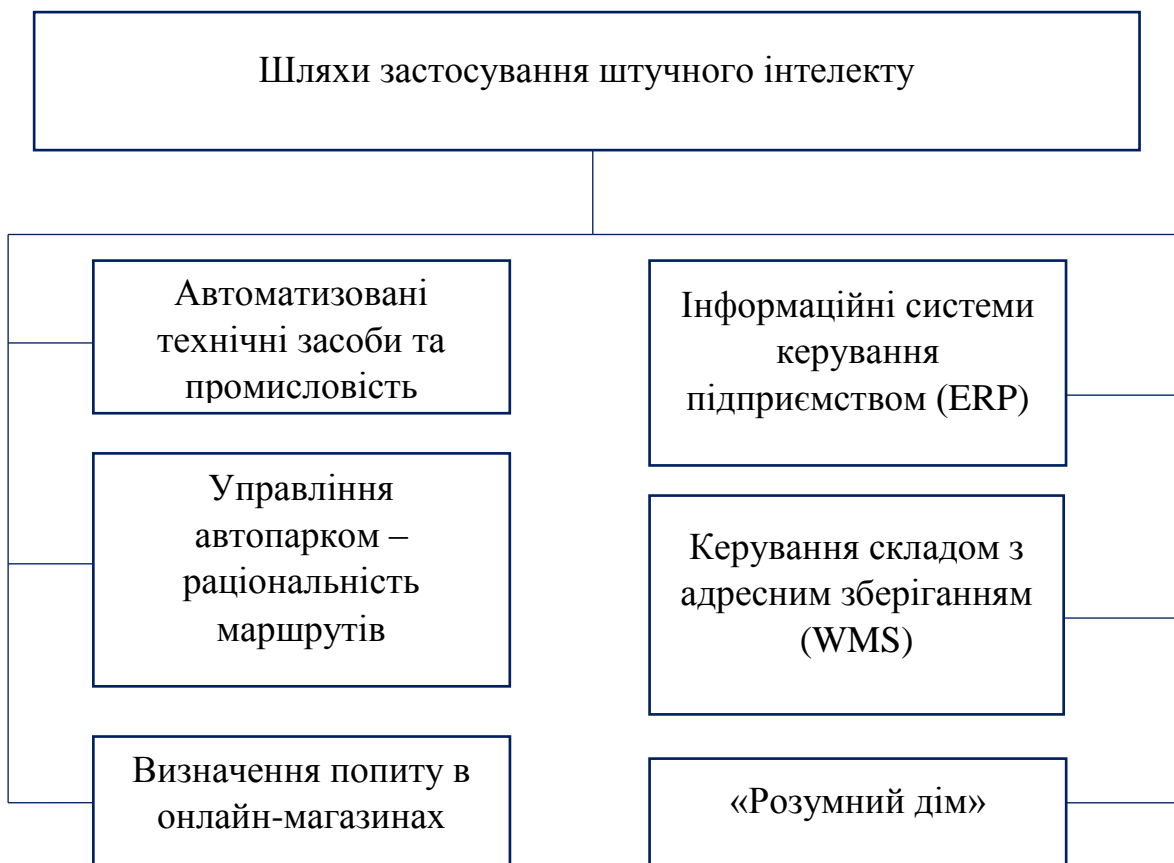 Шляхи застосування штучного інтелекту
Автоматизовані
технічні засоби та
промисловість
Управління
автопарком –
раціональність
маршрутів
Визначення попиту в
онлайн-магазинах
Інформаційні системи
керування
підприємством (ERP)
Керування складом з
адресним зберіганням
(WMS)
«Розумний дім»